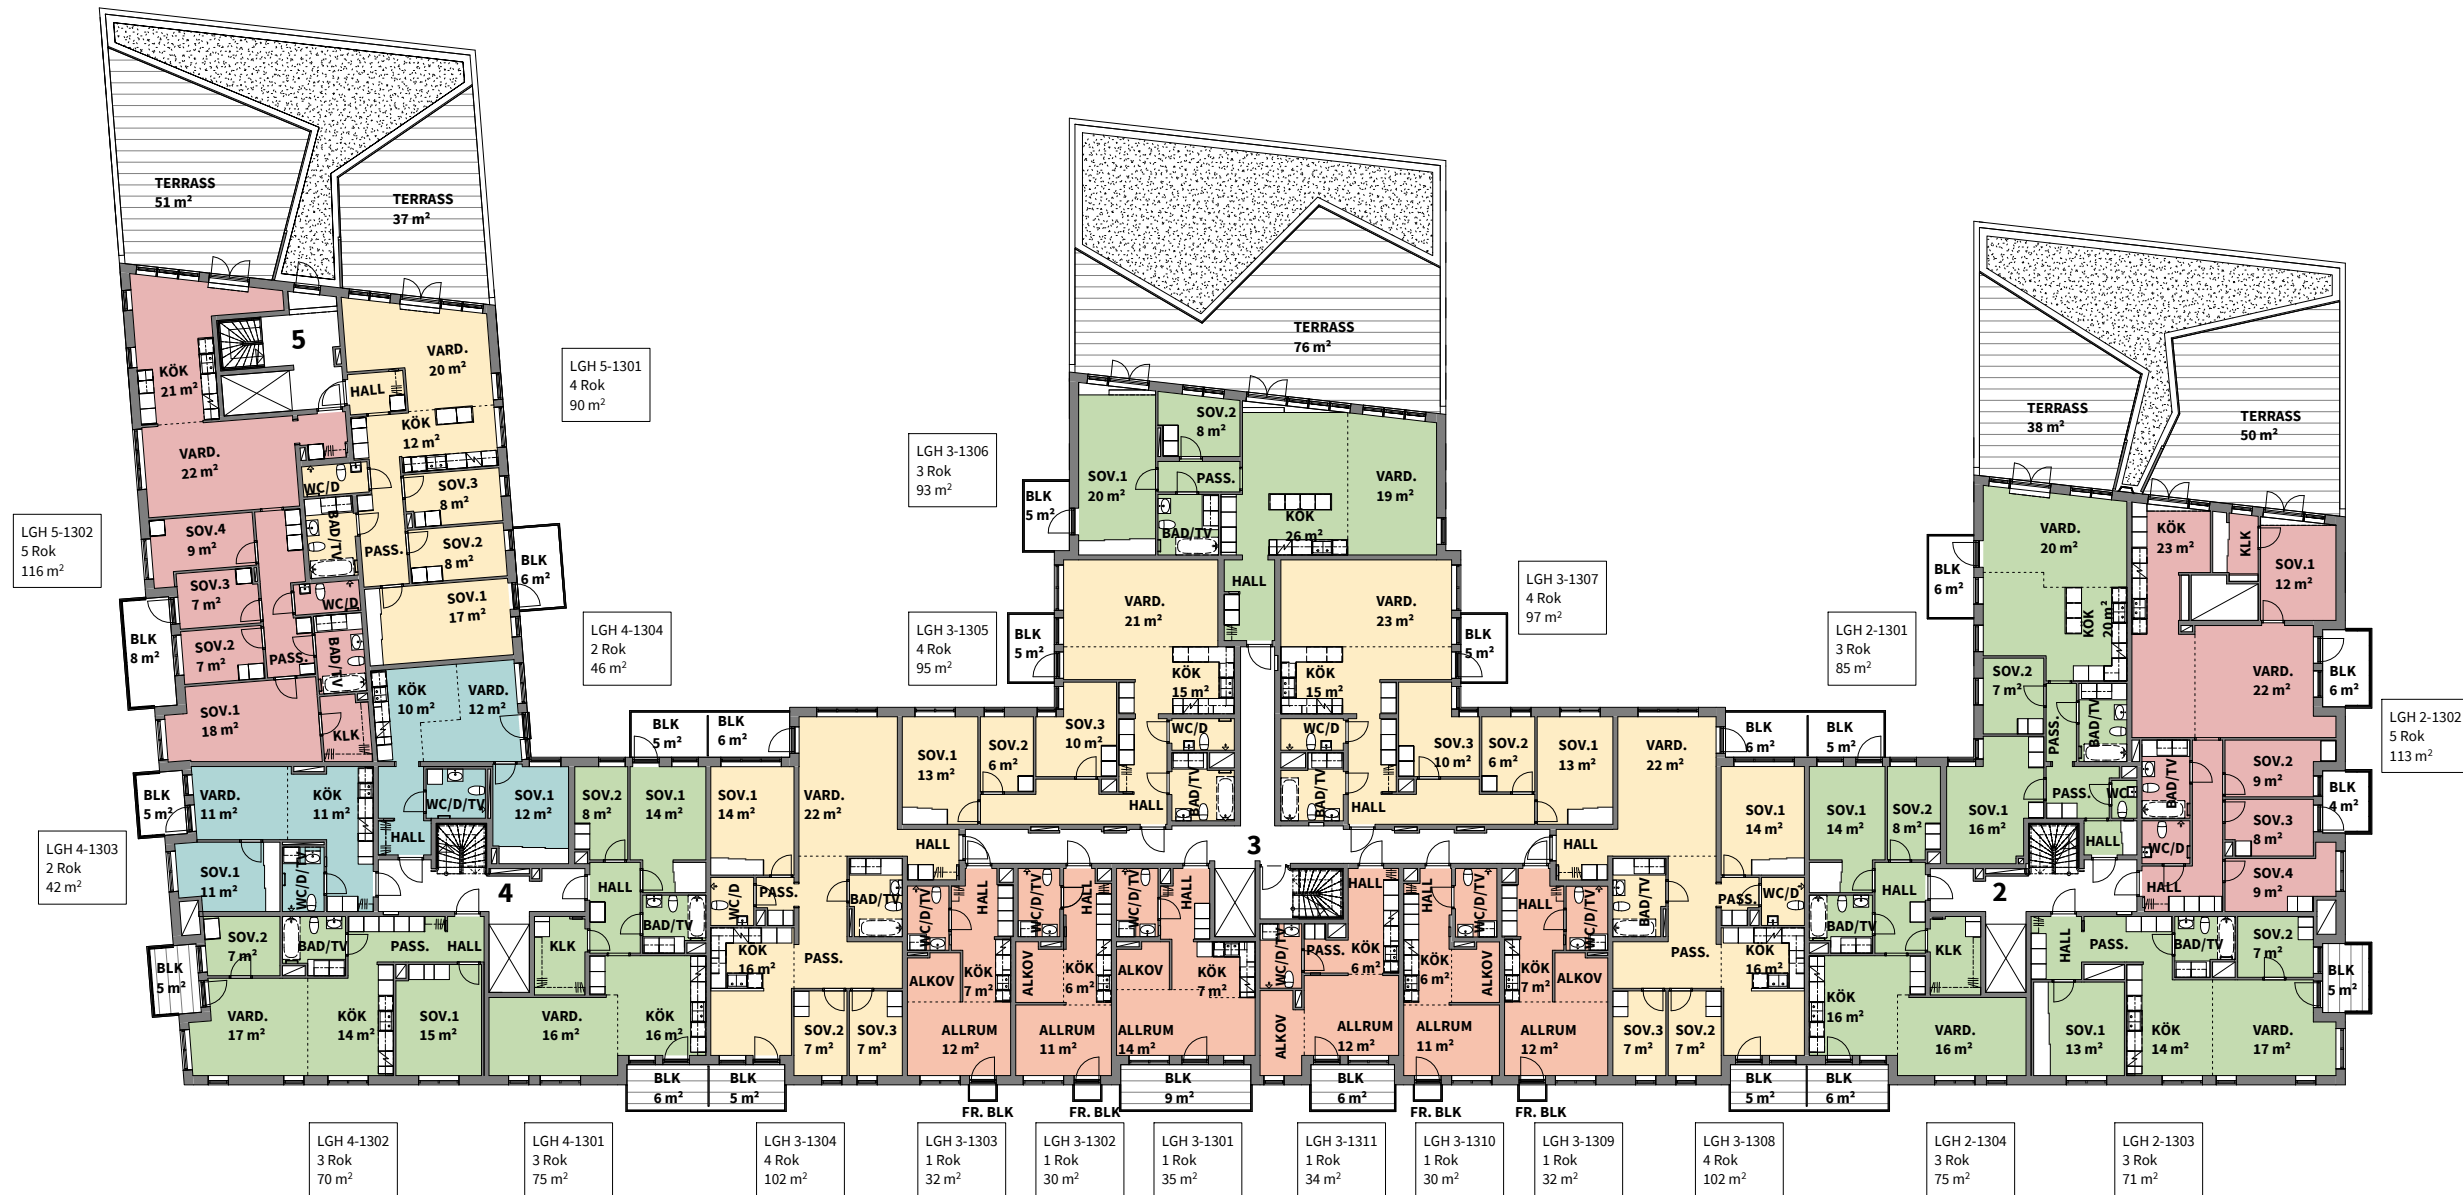 TERRASS
51 m²
TERRASS
37 m²
5
KÖK
21 m²
VARD.
20 m²
HALL
KÖK
12 m²
VARD.
22 m²
WC/D
SOV.3
8 m²
BAD/TV
SOV.4
9 m²
PASS.
SOV.2
8 m²
BLK
6 m²
SOV.3
7 m²
WC/D
SOV.1
17 m²
BLK
8 m²
SOV.2
7 m²
PASS.
BAD/TV
SOV.1
18 m²
KLK
LGH 5-1301
4 Rok
90 m²
LGH 5-1302
5 Rok
116 m²
LGH 4-1304
2 Rok
46 m²
KÖK
10 m²
VARD.
12 m²
BLK
5 m²
VARD.
11 m²
KÖK
11 m²
WC/D/TV
HALL
SOV.1
12 m²
LGH 4-1303
2 Rok
42 m²
SOV.1
11 m²
WC/D/TV
4
BLK
5 m²
SOV.2
7 m²
BAD/TV
PASS.
HALL
VARD.
17 m²
KÖK
14 m²
SOV.1
15 m²
BLK
5 m²
BLK
6 m²
SOV.2
8 m²
SOV.1
14 m²
HALL
BAD/TV
KLK
VARD.
16 m²
KÖK
16 m²
BLK
6 m²
BLK
5 m²
SOV.1
14 m²
VARD.
22 m²
HALL
WC/D
PASS.
BAD/TV
KÖK
16 m²
PASS.
SOV.2
7 m²
SOV.3
7 m²
TERRASS
76 m²
LGH 3-1306
3 Rok
93 m²
BLK
5 m²
SOV.1
20 m²
SOV.2
8 m²
PASS.
BAD/TV
VARD.
19 m²
KÖK
26 m²
HALL
LGH 3-1305
4 Rok
95 m²
BLK
5 m²
VARD.
21 m²
KÖK
15 m²
SOV.1
13 m²
SOV.2
6 m²
SOV.3
10 m²
WC/D
BAD/TV
HALL
LGH 3-1307
4 Rok
97 m²
VARD.
23 m²
BLK
5 m²
KÖK
15 m²
WC/D
SOV.3
10 m²
SOV.2
6 m²
SOV.1
13 m²
BAD/TV
HALL
3
WC/D/TV
HALL
ALKOV
KÖK
7 m²
ALLRUM
12 m²
FR. BLK
WC/D/TV
HALL
ALKOV
KÖK
6 m²
ALLRUM
11 m²
FR. BLK
WC/D/TV
HALL
ALKOV
KÖK
7 m²
ALLRUM
14 m²
BLK
9 m²
WC/D/TV
HALL
PASS.
KÖK
6 m²
ALKOV
ALLRUM
12 m²
BLK
6 m²
HALL
WC/D/TV
KÖK
6 m²
ALKOV
ALLRUM
11 m²
FR. BLK
HALL
WC/D/TV
KÖK
7 m²
ALKOV
ALLRUM
12 m²
FR. BLK
HALL
VARD.
22 m²
BAD/TV
PASS.
WC/D
SOV.1
14 m²
PASS.
KÖK
16 m²
SOV.3
7 m²
SOV.2
7 m²
BLK
5 m²
BLK
6 m²
BLK
6 m²
BLK
5 m²
SOV.1
14 m²
SOV.2
8 m²
HALL
BAD/TV
KLK
KÖK
16 m²
VARD.
16 m²
2
TERRASS
38 m²
TERRASS
50 m²
LGH 2-1301
3 Rok
85 m²
BLK
6 m²
VARD.
20 m²
KÖK
20 m²
SOV.2
7 m²
PASS.
BAD/TV
SOV.1
16 m²
PASS.
WC
HALL
KÖK
23 m²
KLK
SOV.1
12 m²
VARD.
22 m²
BLK
6 m²
BAD/TV
SOV.2
9 m²
BLK
4 m²
SOV.3
8 m²
WC/D
SOV.4
9 m²
HALL
LGH 2-1302
5 Rok
113 m²
HALL
PASS.
BAD/TV
SOV.2
7 m²
BLK
5 m²
SOV.1
13 m²
KÖK
14 m²
VARD.
17 m²
LGH 4-1302
3 Rok
70 m²
LGH 4-1301
3 Rok
75 m²
LGH 3-1304
4 Rok
102 m²
LGH 3-1303
1 Rok
32 m²
LGH 3-1302
1 Rok
30 m²
LGH 3-1301
1 Rok
35 m²
LGH 3-1311
1 Rok
34 m²
LGH 3-1310
1 Rok
30 m²
LGH 3-1309
1 Rok
32 m²
LGH 3-1308
4 Rok
102 m²
LGH 2-1304
3 Rok
75 m²
LGH 2-1303
3 Rok
71 m²